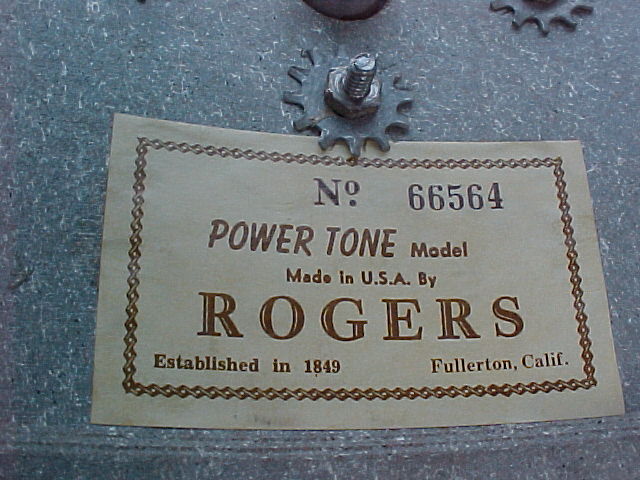 Nº 66564
POWER TONE Model
Made in U.S.A. By
ROGERS
Established in 1849 Fullerton, Calif.